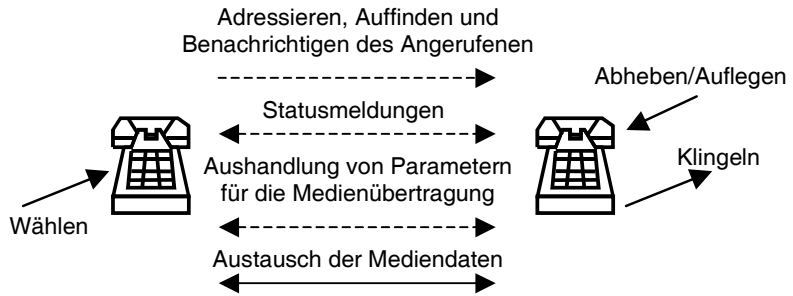 Adressieren, Auffinden und
Benachrichtigen des Angerufenen
Abheben/Auflegen
Statusmeldungen
Aushandlung von Parametern
für die Medienübertragung
Klingeln
Wählen
Austausch der Mediendaten